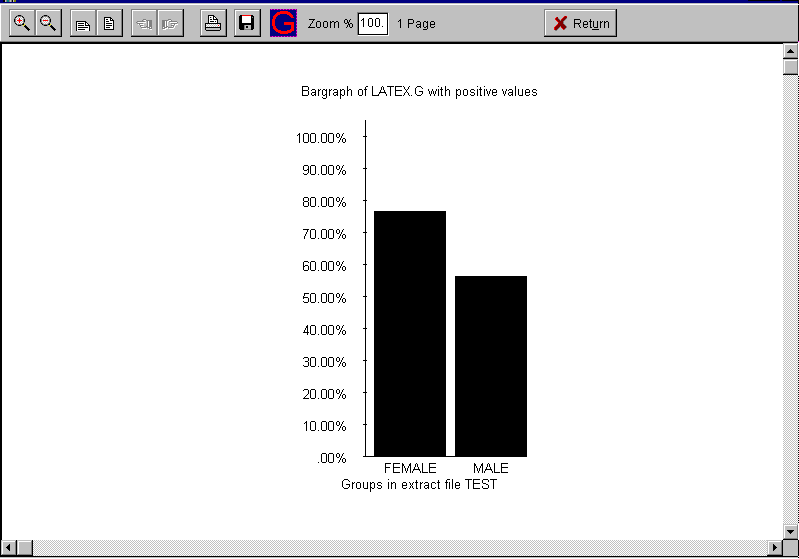 G Zoom % 100. 1 Page Return
Bargraph of LATEX.G with positive values
100.00%
90.00%
80.00%
70.00%
60.00%
50.00%
40.00%
30.00%
20.00%
10.00%
.00%
FEMALE MALE
Groups in extract file TEST